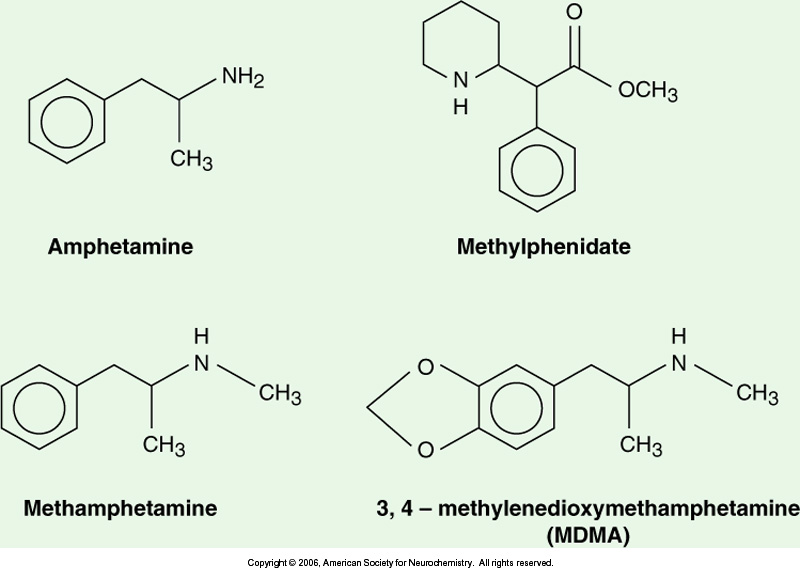 NH2
CH3
Amphetamine
O
N
H
OCH3
Methylphenidate
H
N
CH3
CH3
Methamphetamine
O
O
H
N
CH3
CH3
3, 4 – methylenedioxymethamphetamine
(MDMA)
Copyright © 2006, American Society for Neurochemistry. All rights reserved.